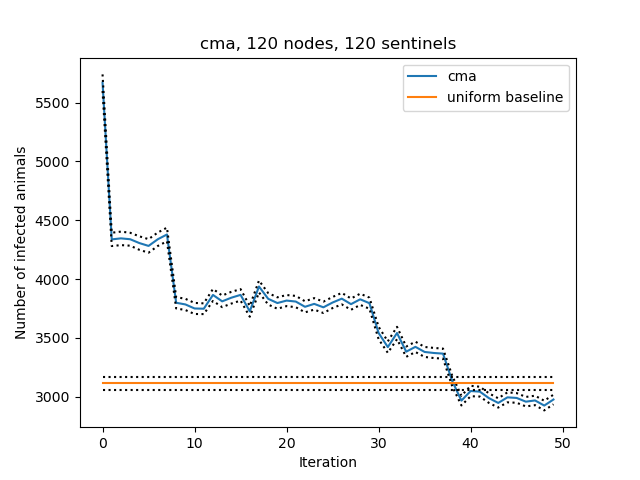 cma, 120 nodes, 120 sentinels
cma
uniform baseline
Number of infected animals
5500
5000
4500
4000
3500
3000
0 10 20 30 40 50
Iteration